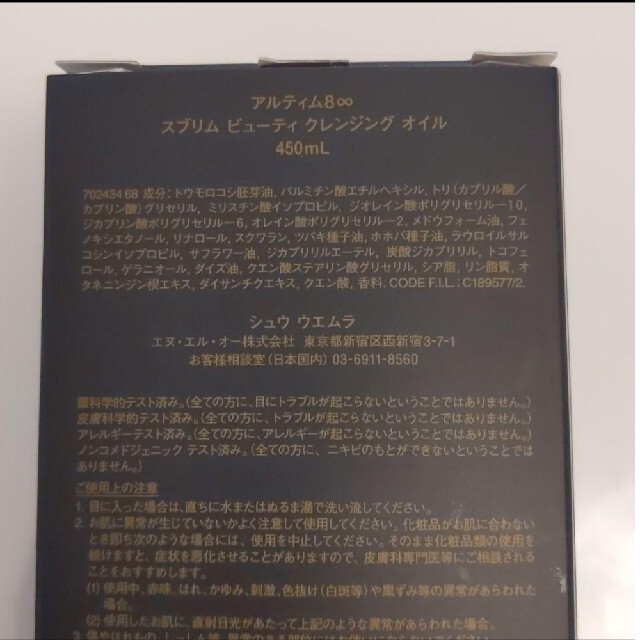 アルティム8∞
スブリム ビューティ クレンジング オイル
450mL
702434 68 成分：トウモロコシ胚芽油，パルミチン酸エチルヘキシル，トリ（カプリル酸／
カプリン酸）グリセリル，ミリスチン酸イソプロピル，ジオレイン酸ポリグリセリル－10，
ジカプリン酸ポリグリセリル－6，オレイン酸ポリグリセリル－2，メドウフォーム油，フェ
ノキシエタノール，リナロール，スクワラン，ツバキ種子油，ホホバ種子油，ラウロイルサル
コシンイソプロピル，サフラワー油，ジカプリリルエーテル，炭酸ジカプリリル，トコフェ
ロール，ゲラニオール，ダイズ油，クエン酸ステアリン酸グリセリル，シア脂，リン脂質，オ
タネニンジン根エキス，ダイサンチクエキス，クエン酸，香料．CODE F.I.L.: C189577/2.
シュウ ウエムラ
エヌ・エル・オー株式会社 東京都新宿区西新宿3-7-1
お客様相談室（日本国内）03-6911-8560
眼科学的テスト済み。（全ての方に、目にトラブルが起こらないということではありません。）
皮膚科学的テスト済み。（全ての方に、トラブルが起こらないということではありません。）
アレルギーテスト済み。（全ての方に、アレルギーが起こらないということではありません。）
ノンコメドジェニック テスト済み。（全ての方に、ニキビのもとができないということではあ
りません。）
ご使用上の注意
1. 目に入った場合は、直ちに水またはぬるま湯で洗い流してください。
2. お肌に異常が生じていないかよく注意して使用してください。化粧品がお肌に合わない
とき即ち次のような場合には、使用を中止してください。そのまま化粧品類の使用を
続けますと、症状を悪化させることがありますので、皮膚科専門医等にご相談される
ことをおすすめします。
(1) 使用中、赤味、はれ、かゆみ、刺激、色抜け（白斑等）や黒ずみ等の異常があらわれた
場合。
(2) 使用したお肌に、直射日光があたって上記のような異常があらわれた場合。
3. 傷やはれもの、しっしん等、異常のある部位にはお使いにならないでください。